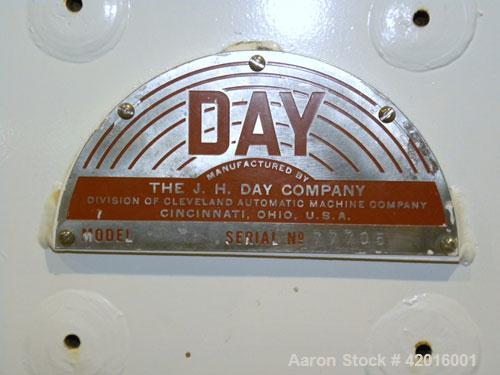 DAY
MANUFACTURED BY
THE J. H. DAY COMPANY
DIVISION OF CLEVELAND AUTOMATIC MACHINE COMPANY
CINCINNATI, OHIO, U.S.A.
MODEL SERIAL Nº 77705
Aaron Stock # 42016001